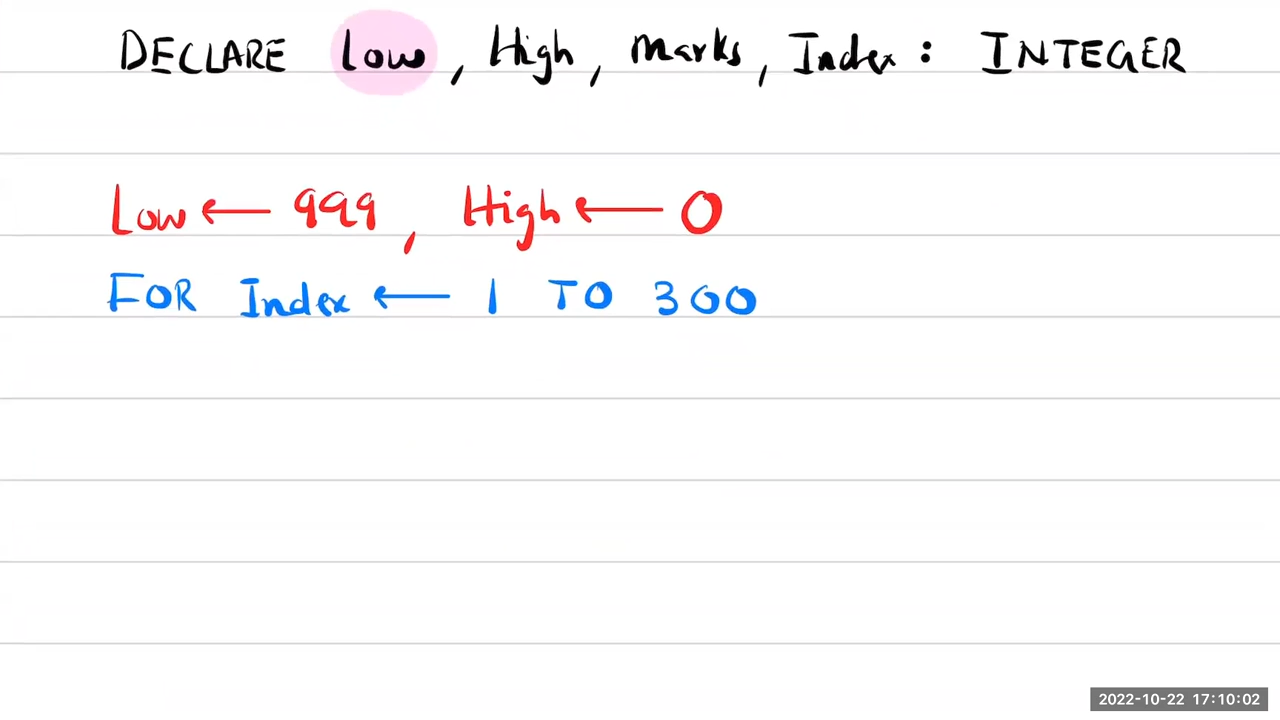 DECLARE Low, High, Marks, Index : INTEGER
Low ← 999, High ← 0
FOR Index ← 1 TO 300
2022-10-22 17:10:02